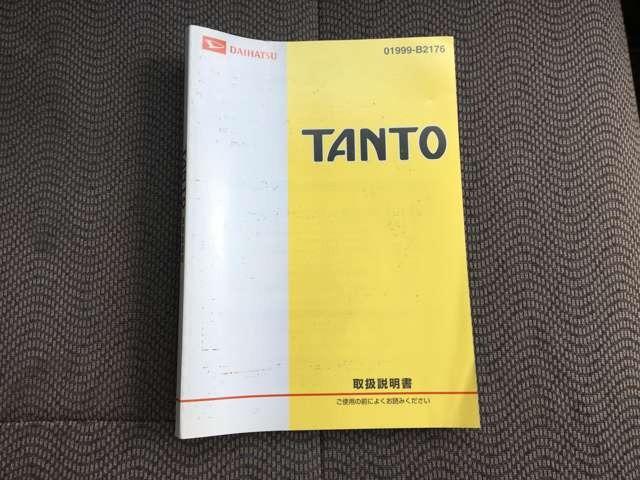 DAIHATSU 01999-B2176
TANTO
取扱説明書
ご使用の前によくお読みください